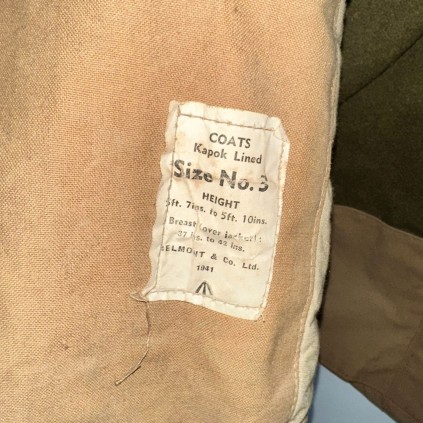 COATS
Kapok Lined
Size No. 3
HEIGHT
5ft. 7ins. to 5ft. 10ins.
Breast (over jacket):
37 ins. to 42 ins.
BELMONT & Co. Ltd.
1941